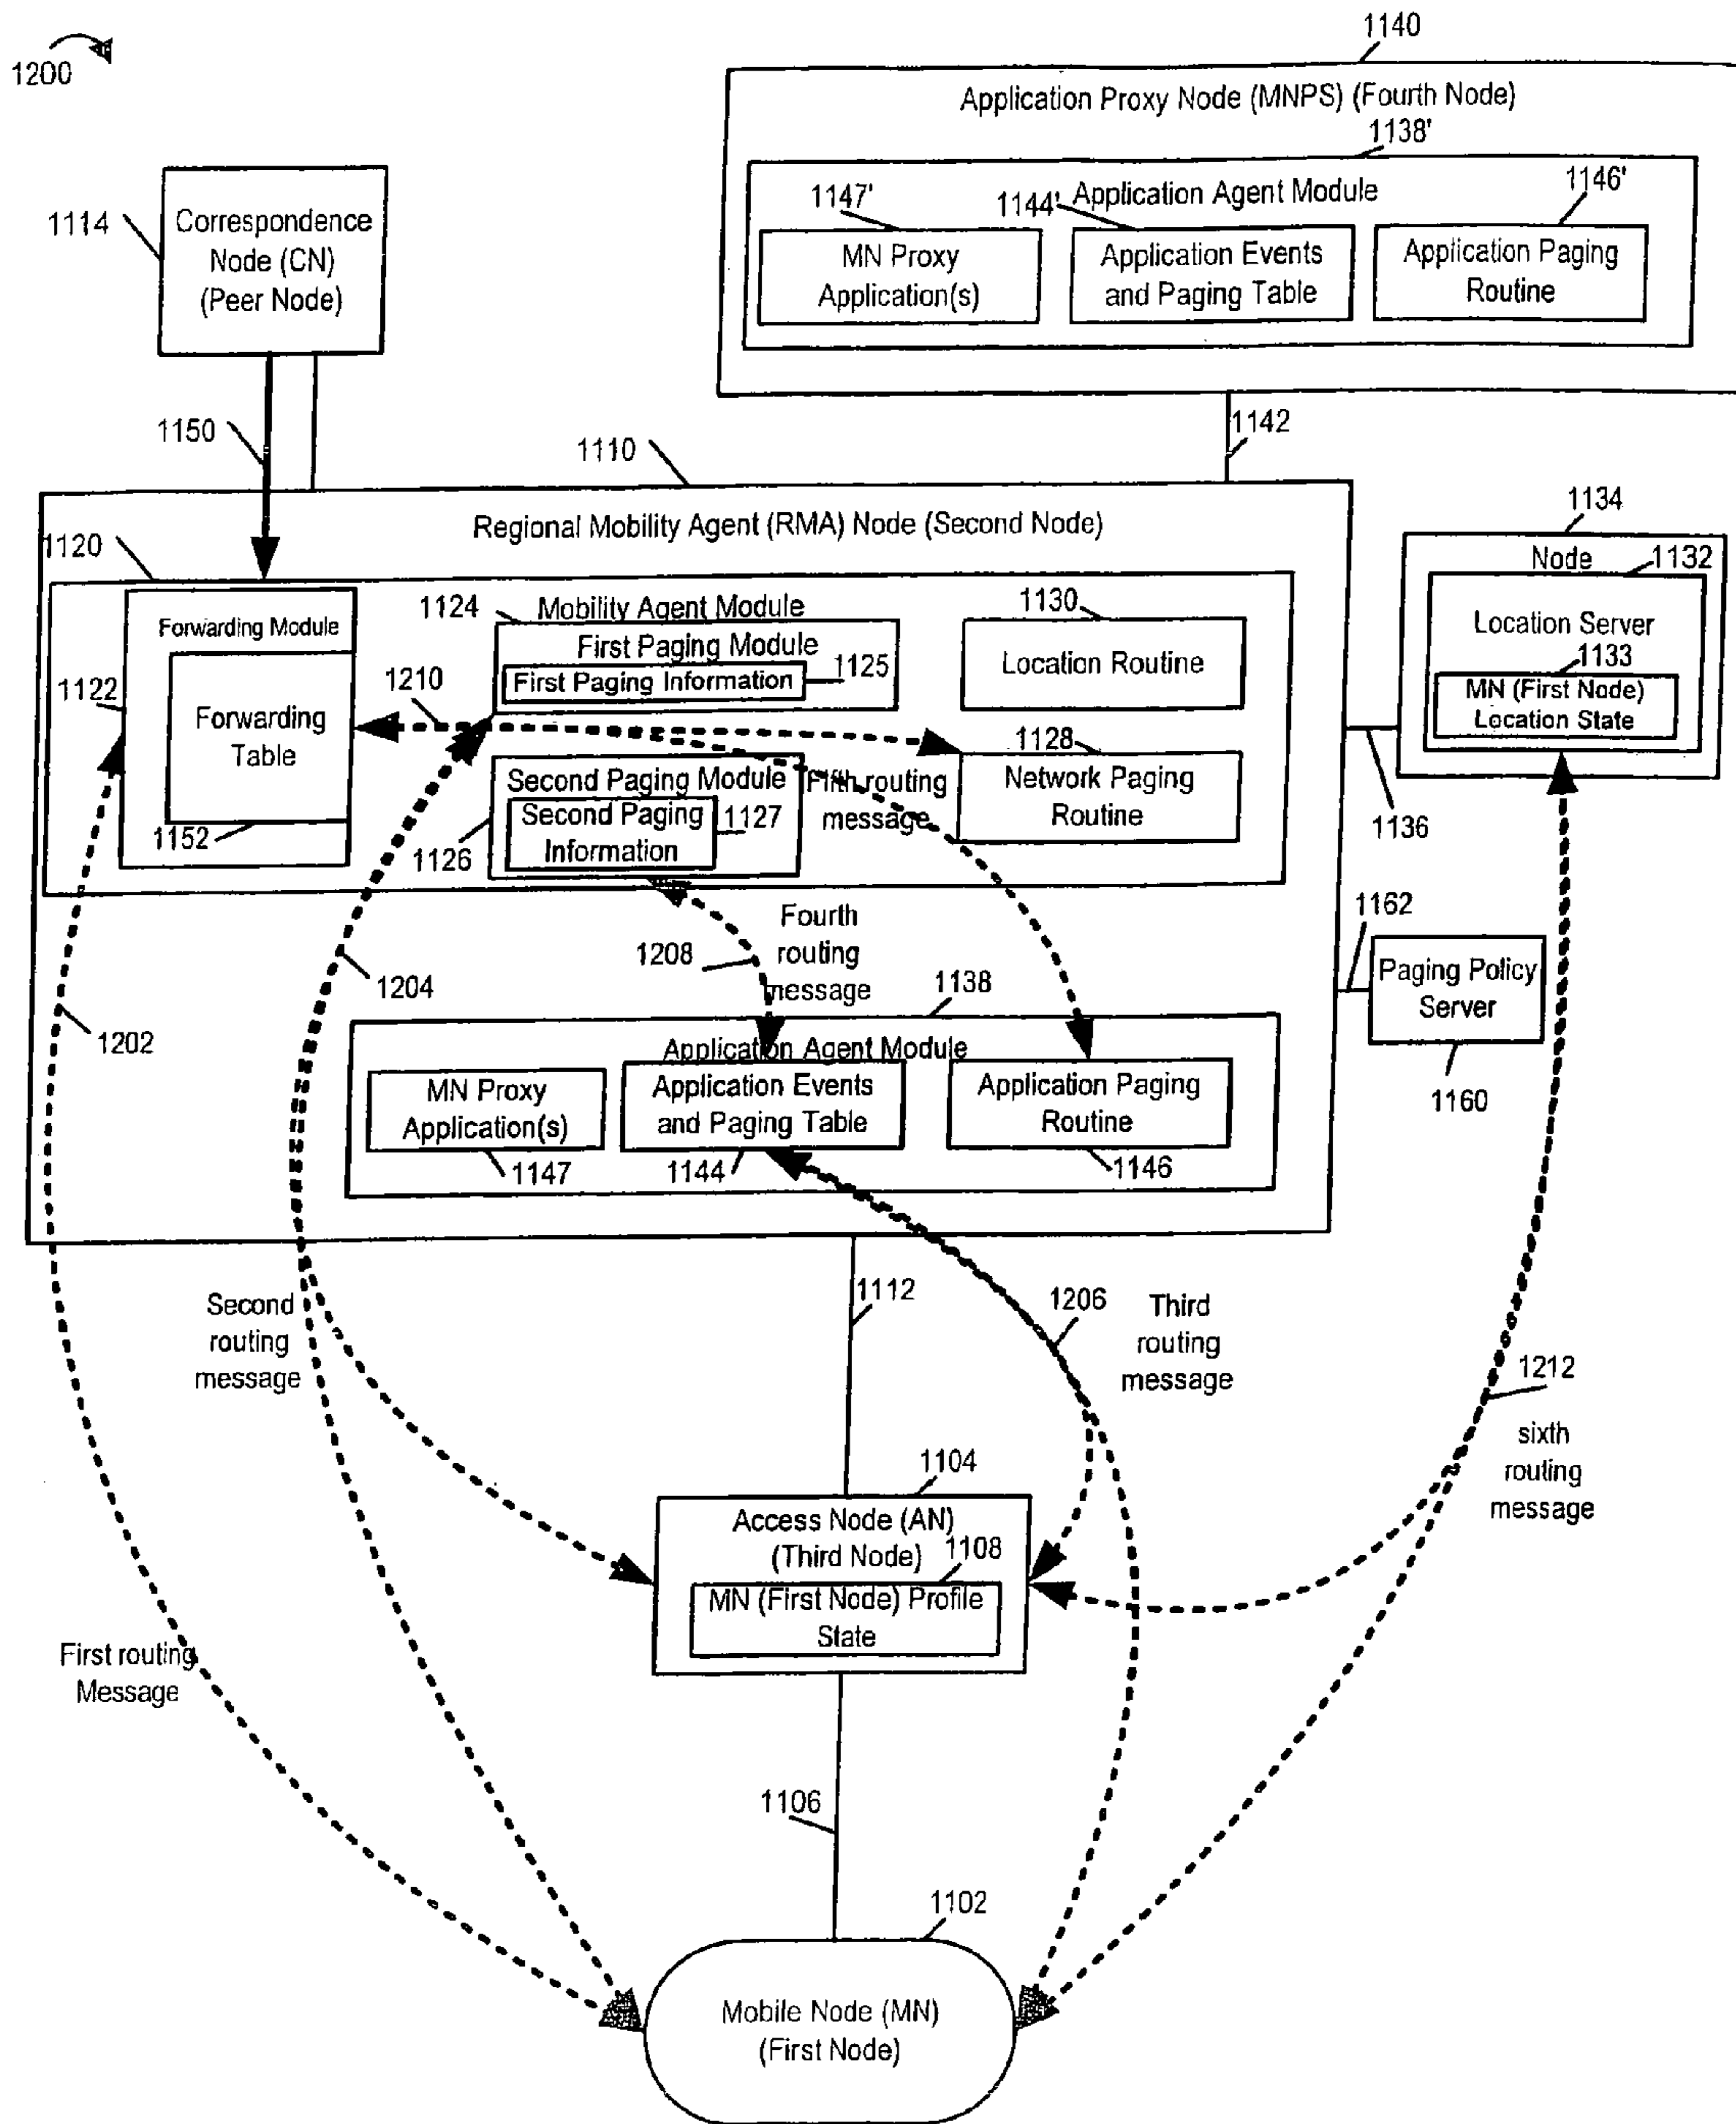 1200
1140
Application Proxy Node (MNPS) (Fourth Node)
1138'
Application Agent Module
1147'
1144'
1146'
MN Proxy
Application(s)
Application Events
and Paging Table
Application Paging
Routine
1114
Correspondence
Node (CN)
(Peer Node)
1150
1142
1110
Regional Mobility Agent (RMA) Node (Second Node)
1134
Node
1132
Location Server
1133
MN (First Node)
Location State
1136
1120
Mobility Agent Module
1124
First Paging Module
First Paging Information
1125
1130
Location Routine
Forwarding Module
1122
Forwarding
Table
1152
1210
1128
Network Paging
Routine
Second Paging Module
Second Paging
Information
1127
1126
Fifth routing
message
1162
Paging Policy
Server
1160
1202
1204
1208
Fourth
routing
message
1138
Application Agent Module
MN Proxy
Application(s)
1147
Application Events
and Paging Table
1144
Application Paging
Routine
1146
Second
routing
message
1112
1206
Third
routing
message
1212
sixth
routing
message
1104
Access Node (AN)
(Third Node)
1108
MN (First Node) Profile
State
First routing
Message
1106
1102
Mobile Node (MN)
(First Node)